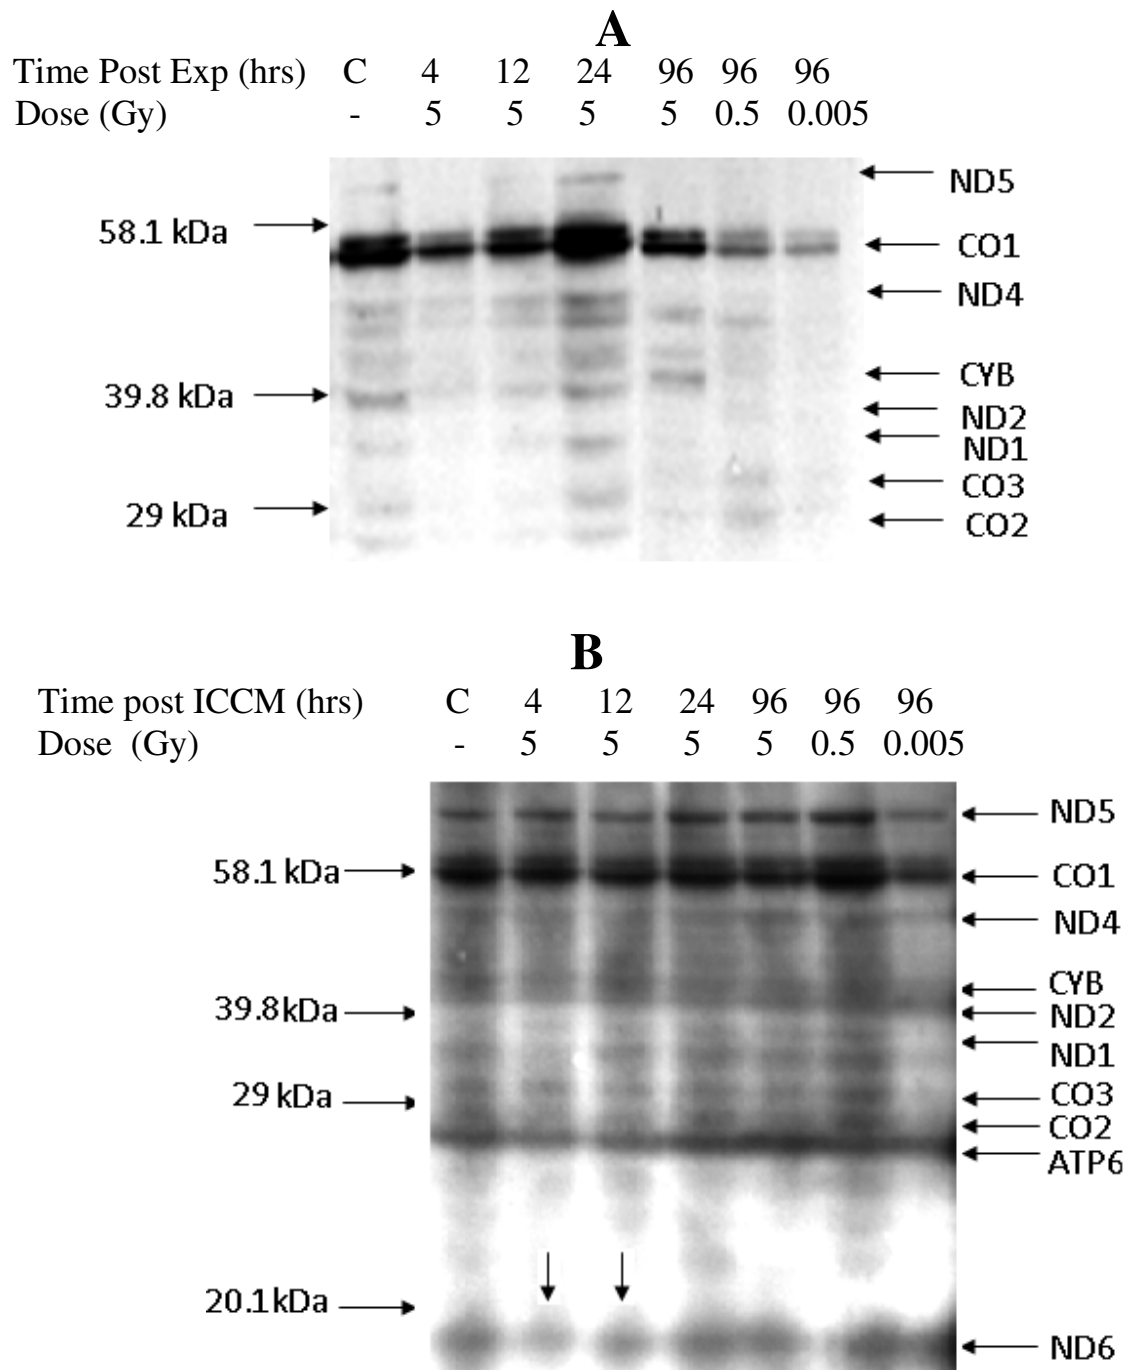 A
Time Post Exp (hrs) C 4 12 24 96 96 96
Dose (Gy) - 5 5 5 5 0.5 0.005
ND5
58.1 kDa
CO1
ND4
CYB
39.8 kDa
ND2
ND1
CO3
29 kDa
CO2
B
Time post ICCM (hrs) C 4 12 24 96 96 96
Dose (Gy) - 5 5 5 5 0.5 0.005
ND5
58.1 kDa
CO1
ND4
CYB
39.8kDa
ND2
ND1
29 kDa
CO3
CO2
ATP6
20.1kDa
ND6